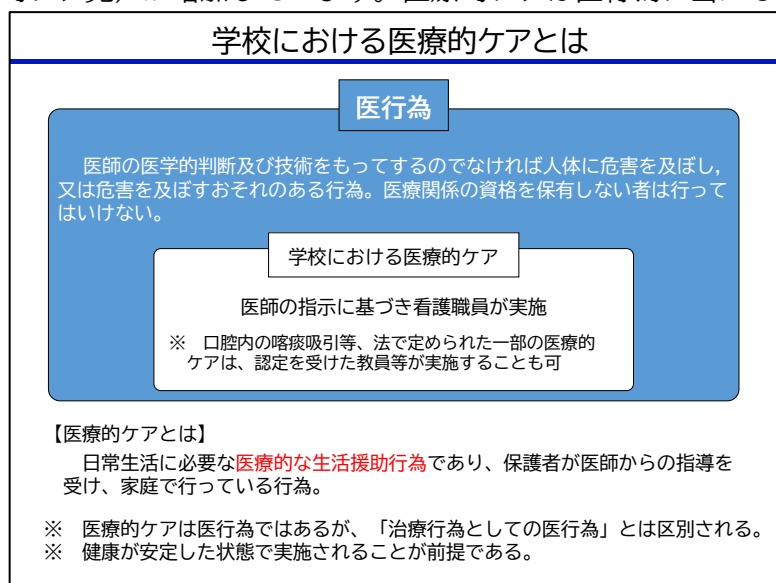 学校における医療的ケアとは
医行為
医師の医学的判断及び技術をもってするのでなければ人体に危害を及ぼし，
又は危害を及ぼすおそれのある行為。医療関係の資格を保有しない者は行って
はいけない。
学校における医療的ケア
医師の指示に基づき看護職員が実施
※　口腔内の喀痰吸引等、法で定められた一部の医療的
ケアは、認定を受けた教員等が実施することも可
【医療的ケアとは】
日常生活に必要な医療的な生活援助行為であり、保護者が医師からの指導を
受け、家庭で行っている行為。
※　医療的ケアは医行為ではあるが、「治療行為としての医行為」とは区別される。
※　健康が安定した状態で実施されることが前提である。